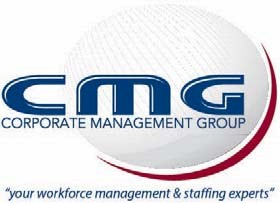 CMG
CORPORATE MANAGEMENT GROUP
"your workforce management & staffing experts"